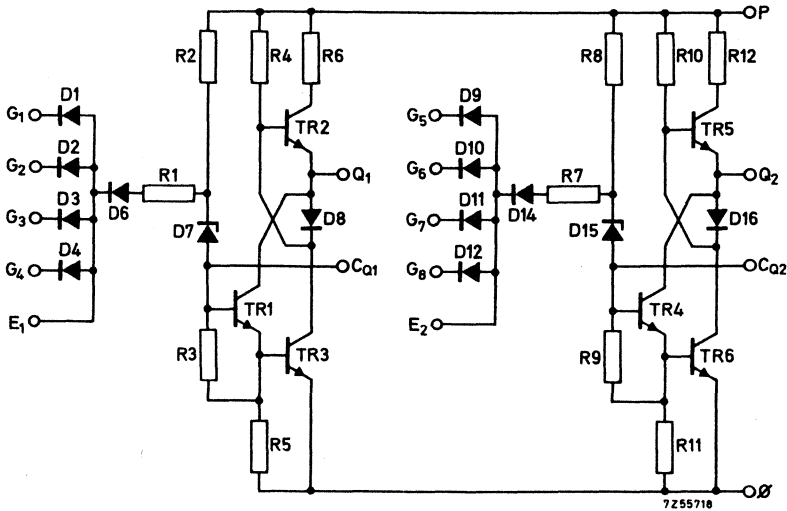 P
R2 R4 R6 R8 R10 R12
D1 D9
G1 TR2 G5 TR5
D2 D10
G2 Q1 G6 Q2
R1 R7
D3 D6 D11 D14
G3 D7 D8 G7 D15 D16
D4 D12
G4 CQ1 G8 CQ2
TR1 TR4
E1 E2
R3 TR3 R9 TR6
R5 R11
Ø
7Z55718